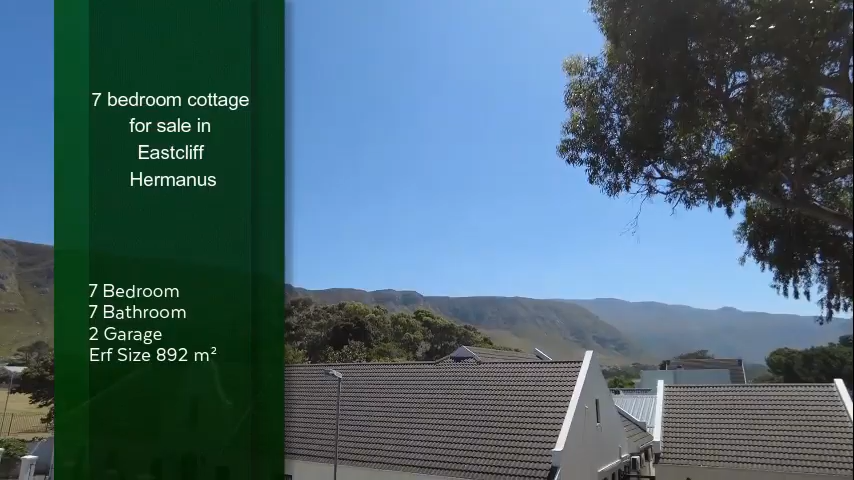 7 bedroom cottage
for sale in
Eastcliff
Hermanus
7 Bedroom
7 Bathroom
2 Garage
Erf Size 892 m²